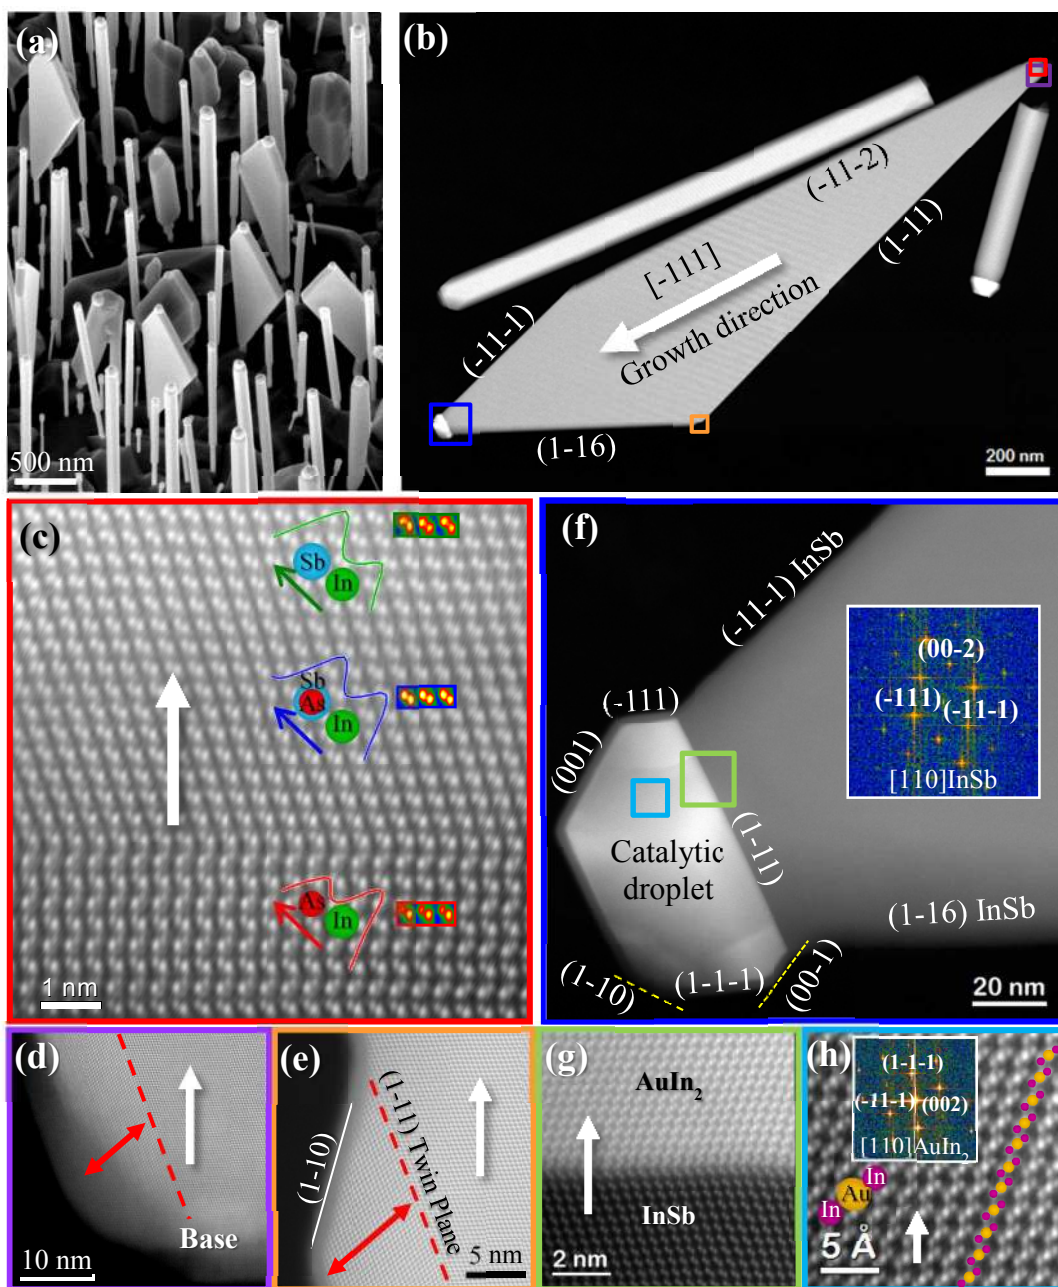 (a)
500 nm
(b)
(-11-2)
(1-11)
[-111]
Growth direction
(-11-1)
(1-16)
200 nm
(c)
Sb
In
Sb
As
In
As
In
1 nm
(f)
(-11-1) InSb
(00-2)
(-111)
(-11-1)
[110]InSb
(-111)
(001)
Catalytic
droplet
(1-11)
(1-16) InSb
(1-10)
(1-1-1)
(00-1)
20 nm
(d)
Base
10 nm
(e)
(1-10)
(1-11) Twin Plane
5 nm
(g)
AuIn2
InSb
2 nm
(h)
(1-1-1)
(-11-1)
(002)
[110]AuIn2
In
Au
In
5 Å